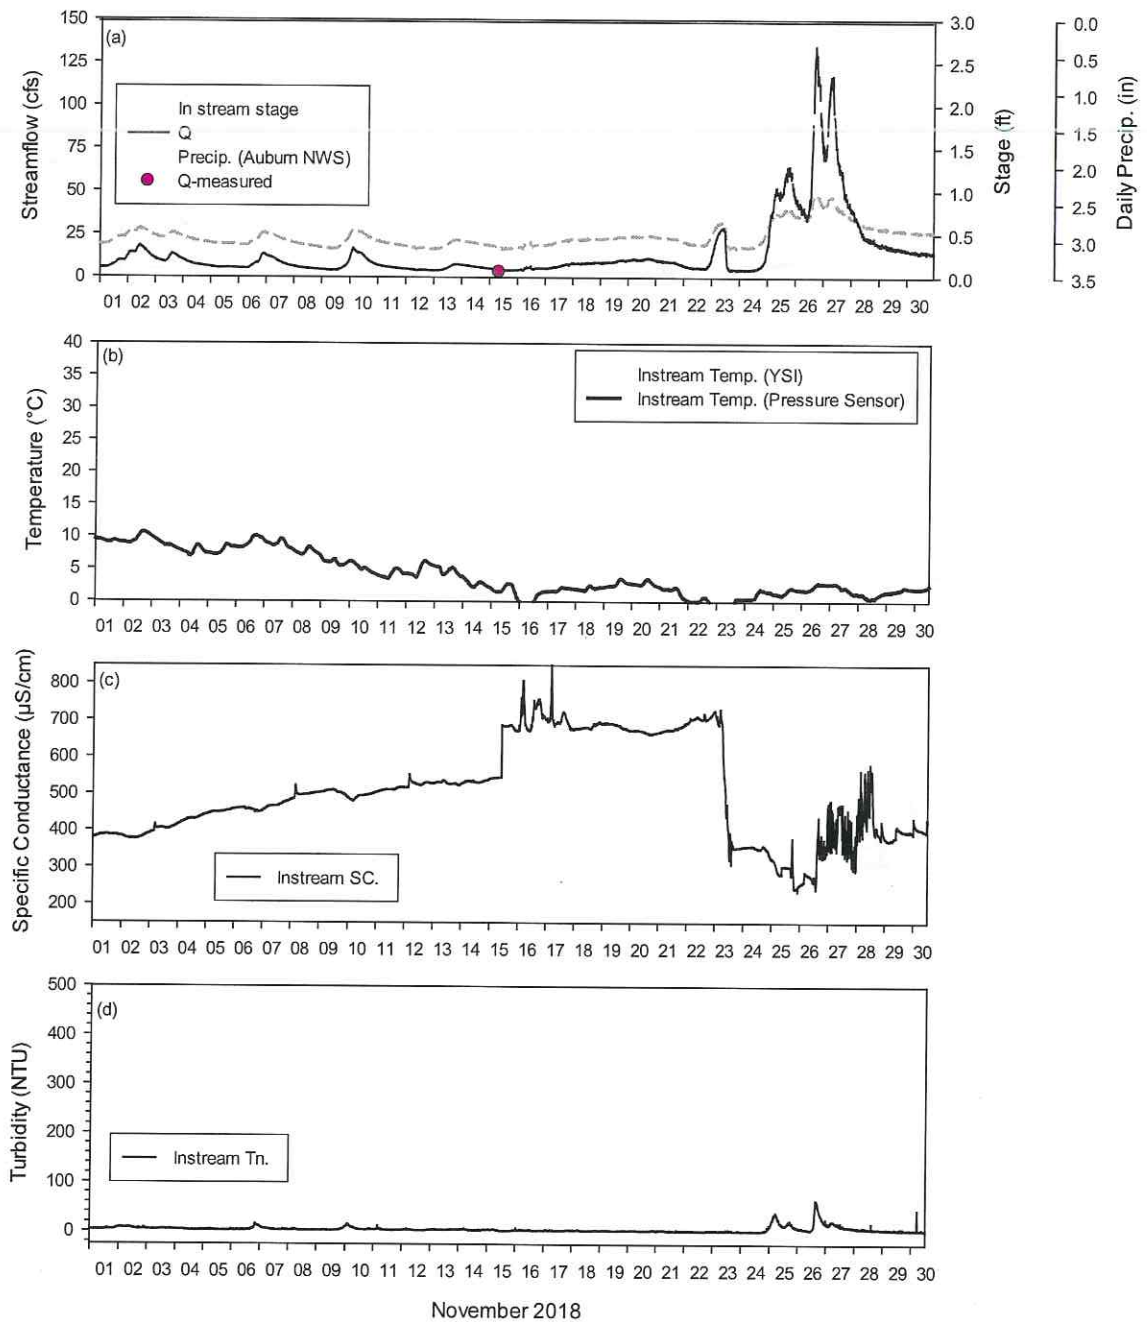 (a)
Streamflow (cfs)
150
125
100
75
50
25
0
In stream stage
Q
Precip. (Auburn NWS)
Q-measured
3.0
2.5
2.0
1.5
1.0
0.5
0.0
Stage (ft)
0.0
0.5
1.0
1.5
2.0
2.5
3.0
3.5
Daily Precip. (in)
01 02 03 04 05 06 07 08 09 10 11 12 13 14 15 16 17 18 19 20 21 22 23 24 25 26 27 28 29 30
(b)
Temperature (°C)
40
35
30
25
20
15
10
5
0
Instream Temp. (YSI)
Instream Temp. (Pressure Sensor)
01 02 03 04 05 06 07 08 09 10 11 12 13 14 15 16 17 18 19 20 21 22 23 24 25 26 27 28 29 30
(c)
Specific Conductance (µS/cm)
800
700
600
500
400
300
200
Instream SC.
01 02 03 04 05 06 07 08 09 10 11 12 13 14 15 16 17 18 19 20 21 22 23 24 25 26 27 28 29 30
(d)
Turbidity (NTU)
500
400
300
200
100
0
Instream Tn.
01 02 03 04 05 06 07 08 09 10 11 12 13 14 15 16 17 18 19 20 21 22 23 24 25 26 27 28 29 30
November 2018